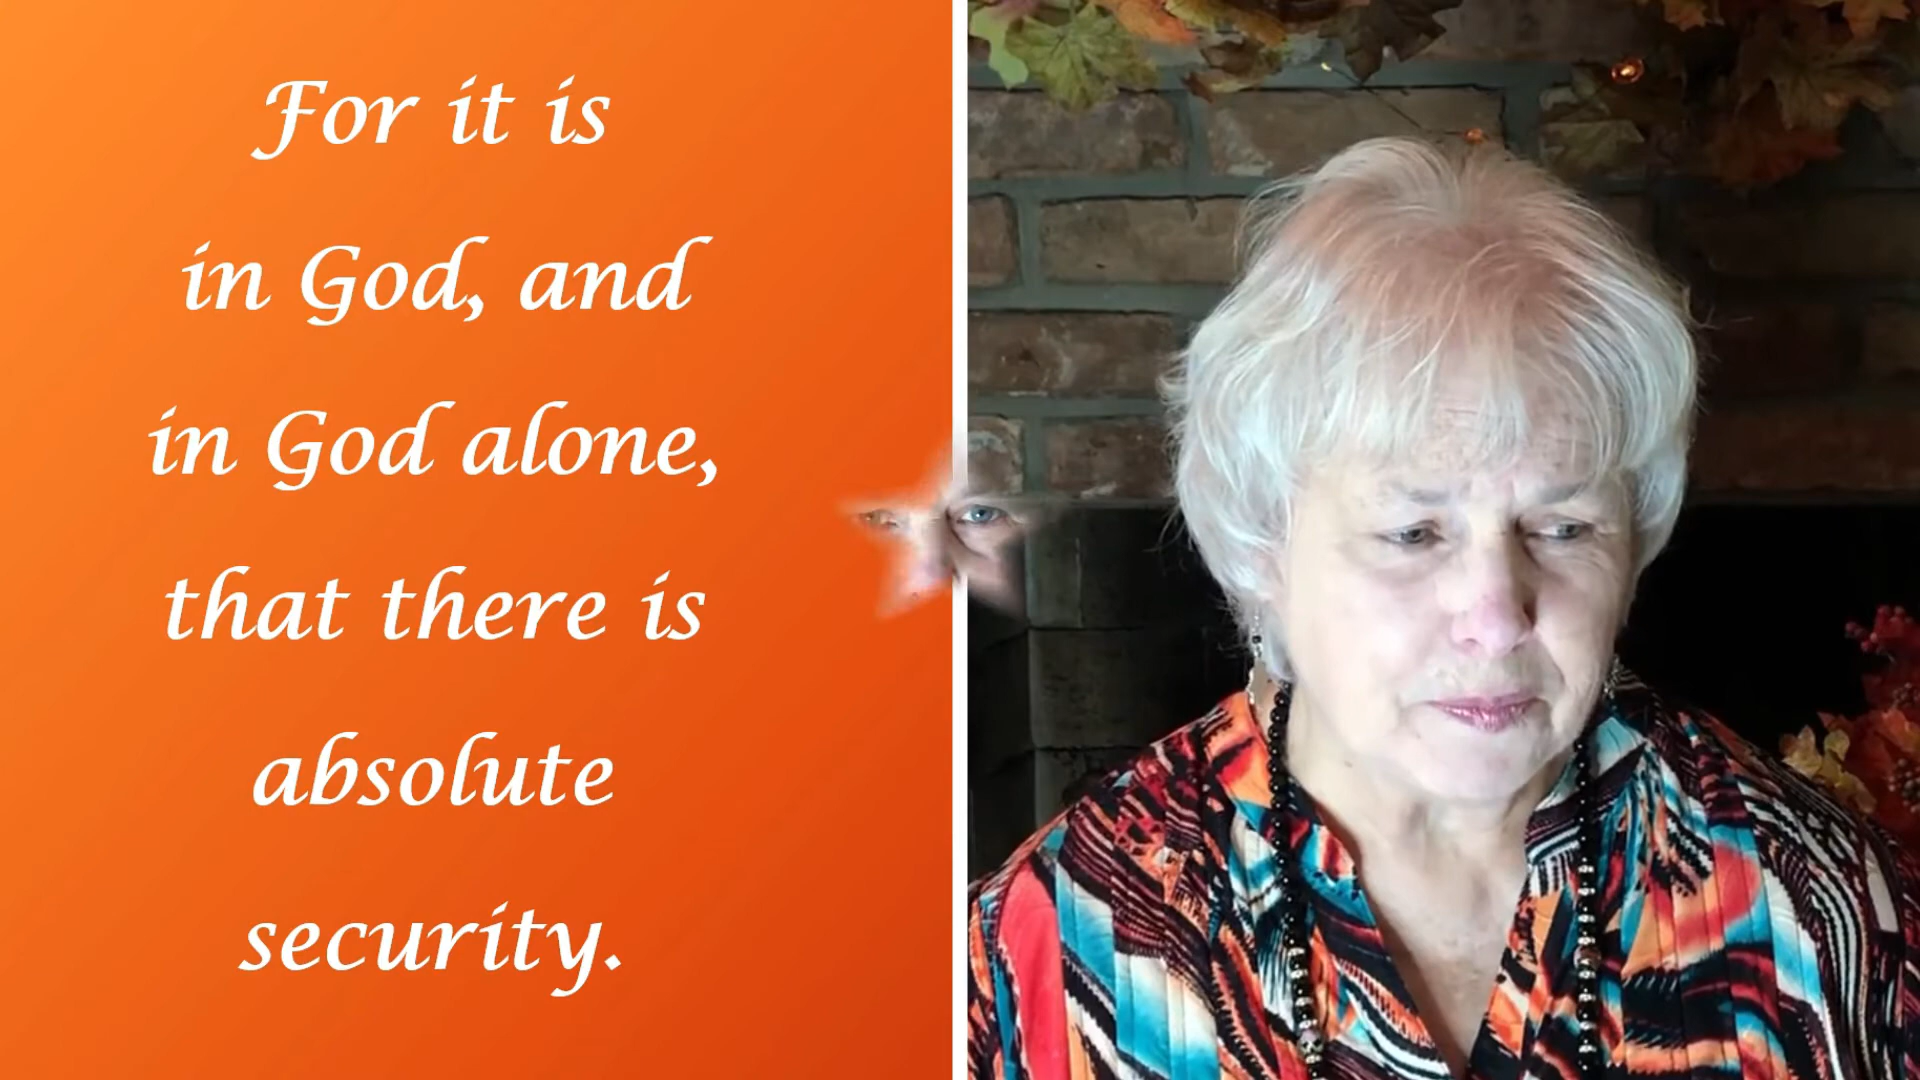 For it is
in God, and
in God alone,
that there is
absolute
security.